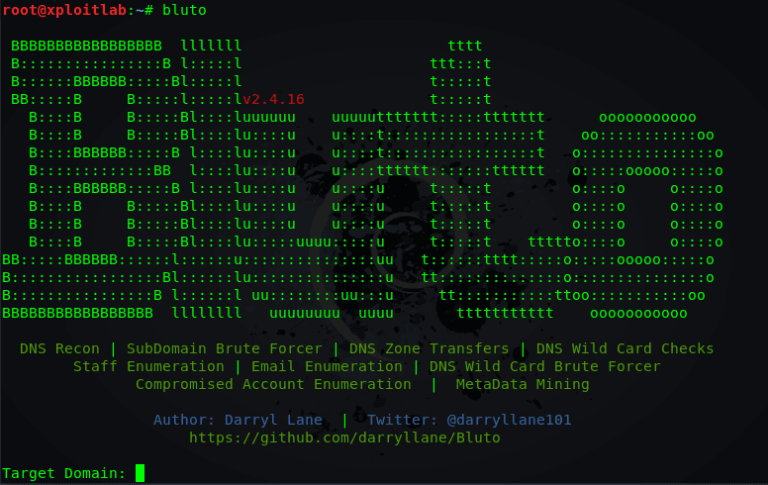 root@xploitlab:~# bluto
BBBBBBBBBBBBBBBBB  lllllll                       tttt
B::::::::::::::::B l:::::l                     ttt:::t
B::::::BBBBBB:::::Bl:::::l                     t:::::t
BB:::::B     B:::::l:::::lv2.4.16              t:::::t
B::::B     B:::::Bl::::luuuuuu    uuuuuttttttt:::::ttttttt      ooooooooooo
B::::B     B:::::Bl::::lu::::u    u::::t:::::::::::::::::t    oo:::::::::::oo
B::::BBBBBB:::::B l::::lu::::u    u::::t:::::::::::::::::t   o:::::::::::::::o
B:::::::::::::BB  l::::lu::::u    u::::tttttt:::::::tttttt   o:::::ooooo:::::o
B::::BBBBBB:::::B l::::lu::::u    u::::u     t:::::t         o::::o     o::::o
B::::B     B:::::Bl::::lu::::u    u::::u     t:::::t         o::::o     o::::o
B::::B     B:::::Bl::::lu::::u    u::::u     t:::::t         o::::o     o::::o
B::::B     B:::::Bl::::lu:::::uuuu:::::u     t:::::t    ttttto::::o     o::::o
BB:::::BBBBBB::::::l::::::u:::::::::::::::uu   t::::::tttt:::::o:::::ooooo:::::o
B:::::::::::::::::Bl::::::lu:::::::::::::::u   tt::::::::::::::o:::::::::::::::o
B::::::::::::::::B l::::::l uu::::::::uu:::u     tt:::::::::::ttoo:::::::::::oo
BBBBBBBBBBBBBBBBB  llllllll   uuuuuuuu  uuuu       ttttttttttt    ooooooooooo
DNS Recon | SubDomain Brute Forcer | DNS Zone Transfers | DNS Wild Card Checks
Staff Enumeration | Email Enumeration | DNS Wild Card Brute Forcer
Compromised Account Enumeration  |  MetaData Mining
Author: Darryl Lane  |  Twitter: @darryllane101
https://github.com/darryllane/Bluto
Target Domain: